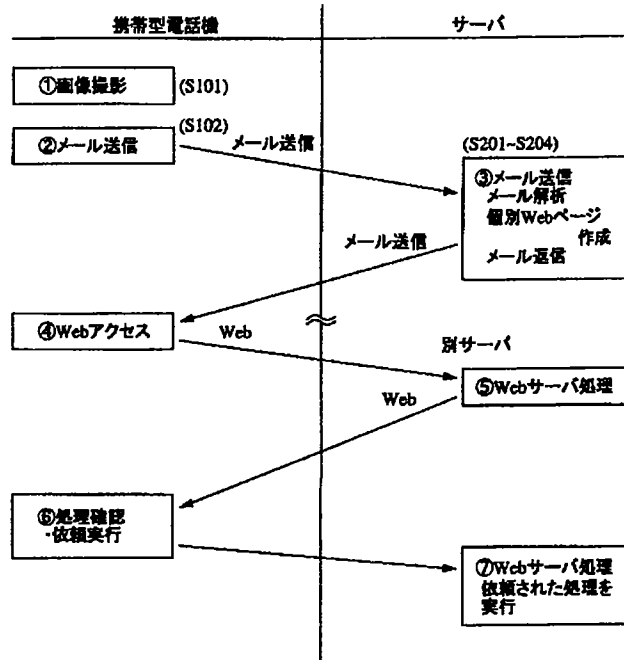 携帯型電話機
サーバ
①画像撮影
(S101)
(S102)
②メール送信
メール送信
(S201~S204)
③メール送信
メール解析
個別Webページ
作成
メール返信
メール送信
④Webアクセス
Web
別サーバ
⑤Webサーバ処理
Web
⑥処理確認
・依頼実行
⑦Webサーバ処理
依頼された処理を
実行